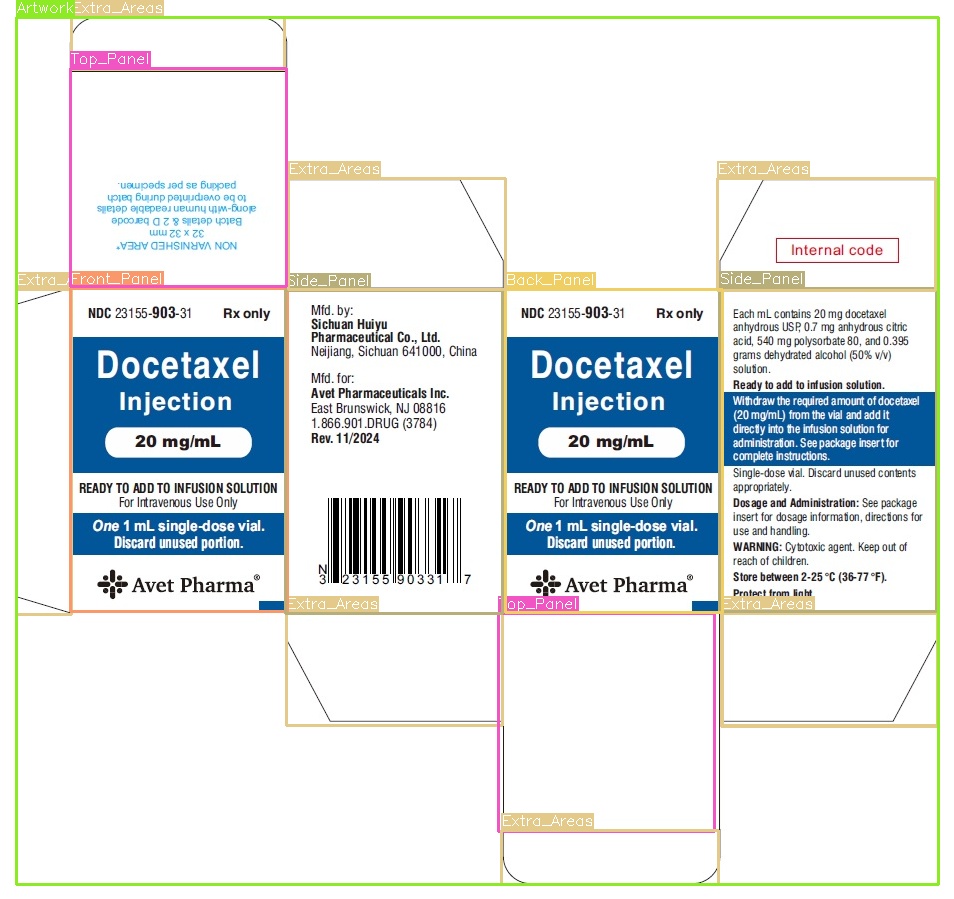 Artwork
Extra_Areas
Top_Panel
NON VARNISHED AREA*
32 x 32 mm
Batch details & 2 D barcode
along-with human readable details
to be overprinted during batch
packing as per specimen.
Extra_Areas
Extra_Areas
Internal code
Extra_A
Front_Panel
NDC 23155-903-31 Rx only
Docetaxel
Injection
20 mg/mL
READY TO ADD TO INFUSION SOLUTION
For Intravenous Use Only
One 1 mL single-dose vial.
Discard unused portion.
Avet Pharma®
Side_Panel
Mfd. by:
Sichuan Huiyu
Pharmaceutical Co., Ltd.
Neijiang, Sichuan 641000, China
Mfd. for:
Avet Pharmaceuticals Inc.
East Brunswick, NJ 08816
1.866.901.DRUG (3784)
Rev. 11/2024
N
3 23155 90331 7
Extra_Areas
Back_Panel
NDC 23155-903-31 Rx only
Docetaxel
Injection
20 mg/mL
READY TO ADD TO INFUSION SOLUTION
For Intravenous Use Only
One 1 mL single-dose vial.
Discard unused portion.
Avet Pharma®
Top_Panel
Extra_Areas
Side_Panel
Each mL contains 20 mg docetaxel
anhydrous USP, 0.7 mg anhydrous citric
acid, 540 mg polysorbate 80, and 0.395
grams dehydrated alcohol (50% v/v)
solution.
Ready to add to infusion solution.
Withdraw the required amount of docetaxel
(20 mg/mL) from the vial and add it
directly into the infusion solution for
administration. See package insert for
complete instructions.
Single-dose vial. Discard unused contents
appropriately.
Dosage and Administration: See package
insert for dosage information, directions for
use and handling.
WARNING: Cytotoxic agent. Keep out of
reach of children.
Store between 2-25 °C (36-77 °F).
Protect from light.
Extra_Areas